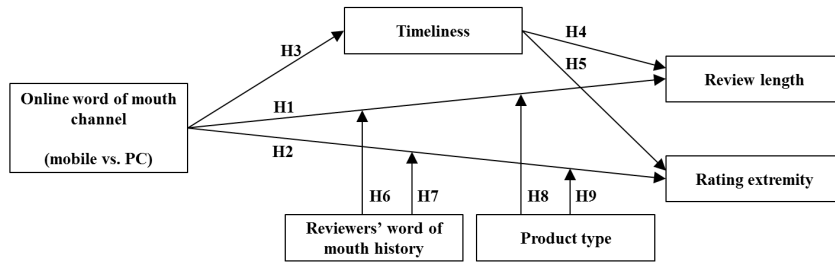 Timeliness
H4
H3
H5
Review length
Online word of mouth
channel
(mobile vs. PC)
H1
H2
Rating extremity
H6
H7
H8
H9
Reviewers' word of
mouth history
Product type